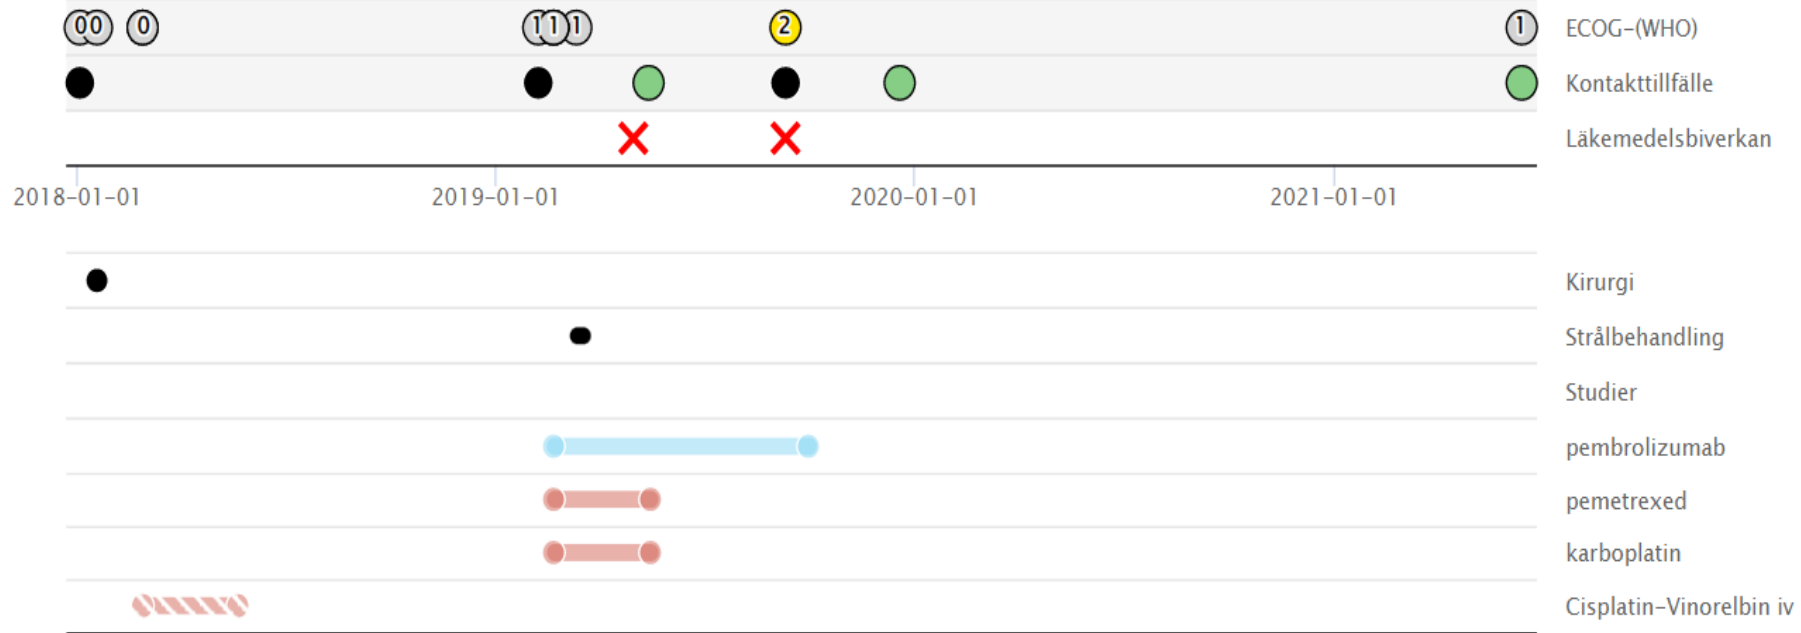 0 0 0 1 1 1 2 1 ECOG-(WHO)
Kontakttillfälle
Läkemedelsbiverkan
2018-01-01 2019-01-01 2020-01-01 2021-01-01
Kirurgi
Strålbehandling
Studier
pembrolizumab
pemetrexed
karboplatin
Cisplatin-Vinorelbin iv